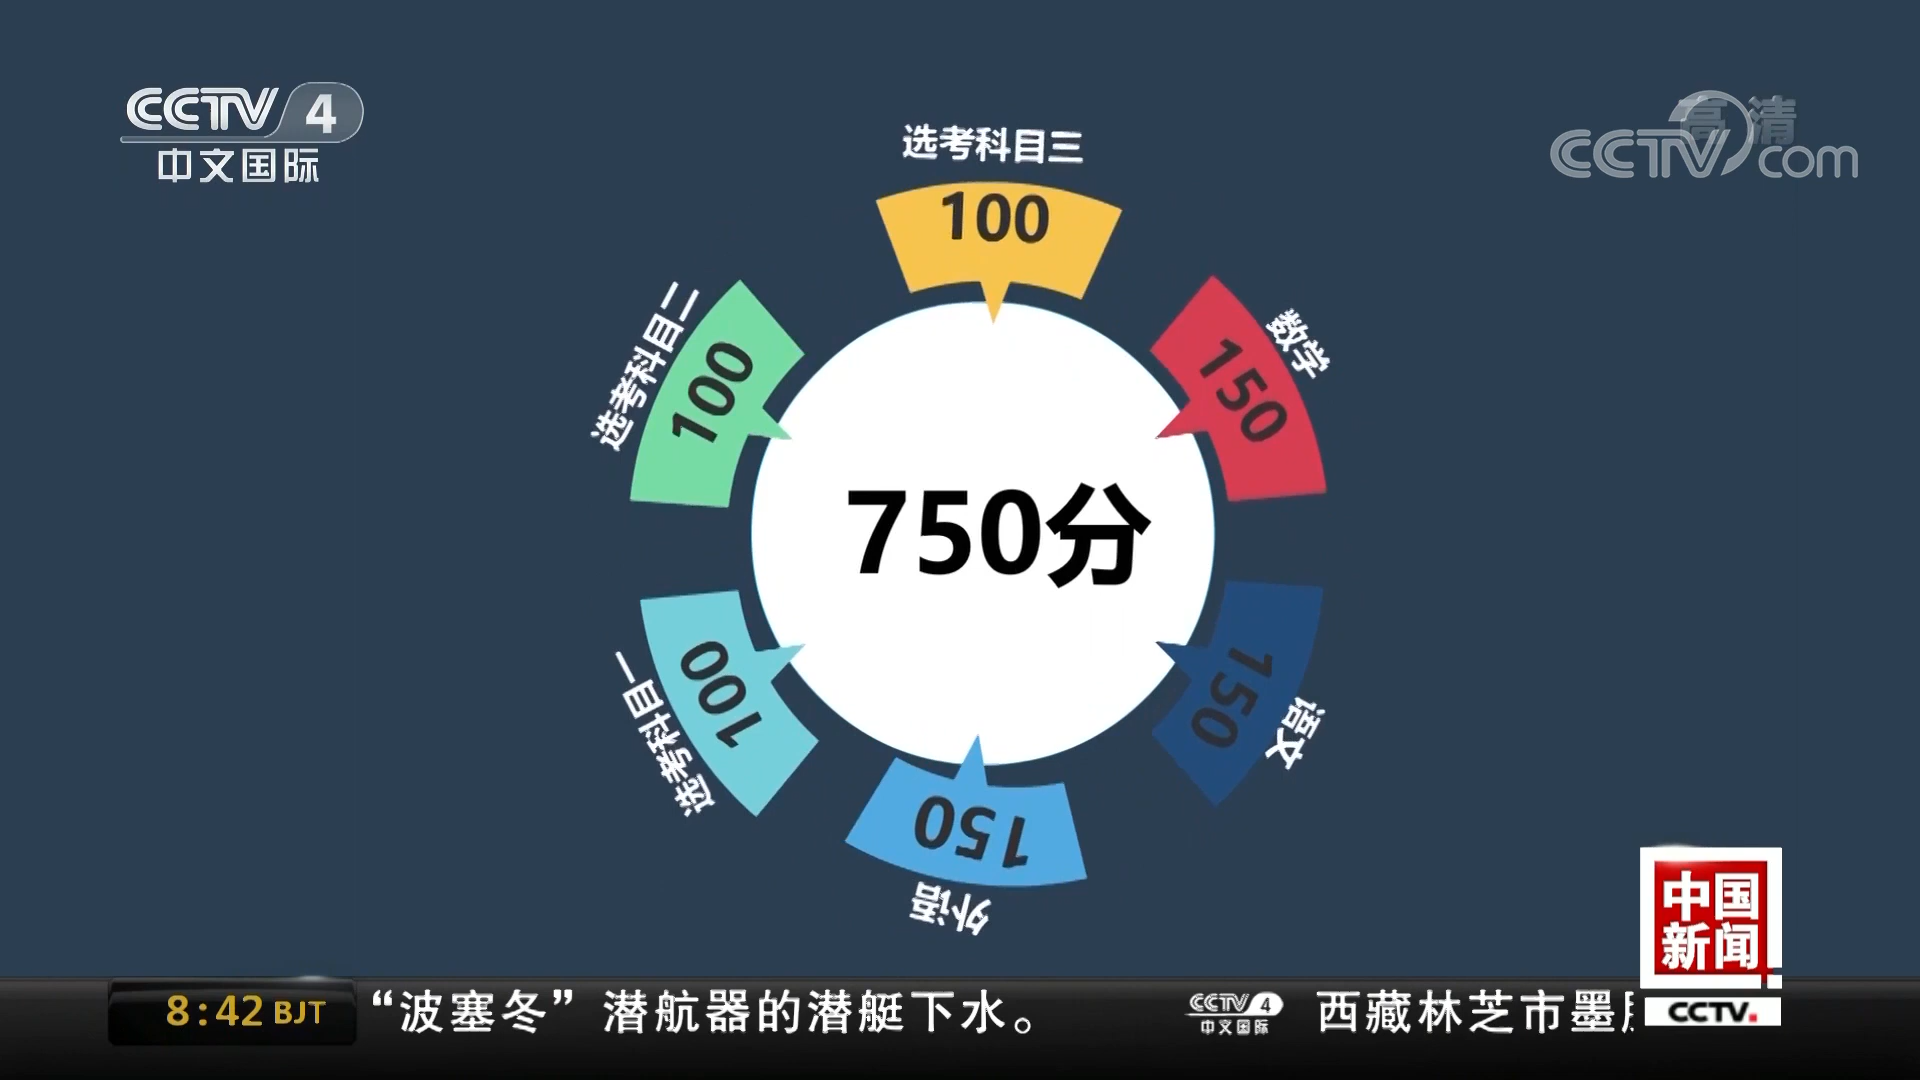 CCTV 4
中文国际
高清
CCTV com
选考科目三
100
数学
150
语文
150
外语
150
选考科目一
100
选考科目二
100
750分
中国
新闻
CCTV.
8:42 BJT
“波塞冬”潜航器的潜艇下水。
CCTV 4
中文国际
西藏林芝市墨